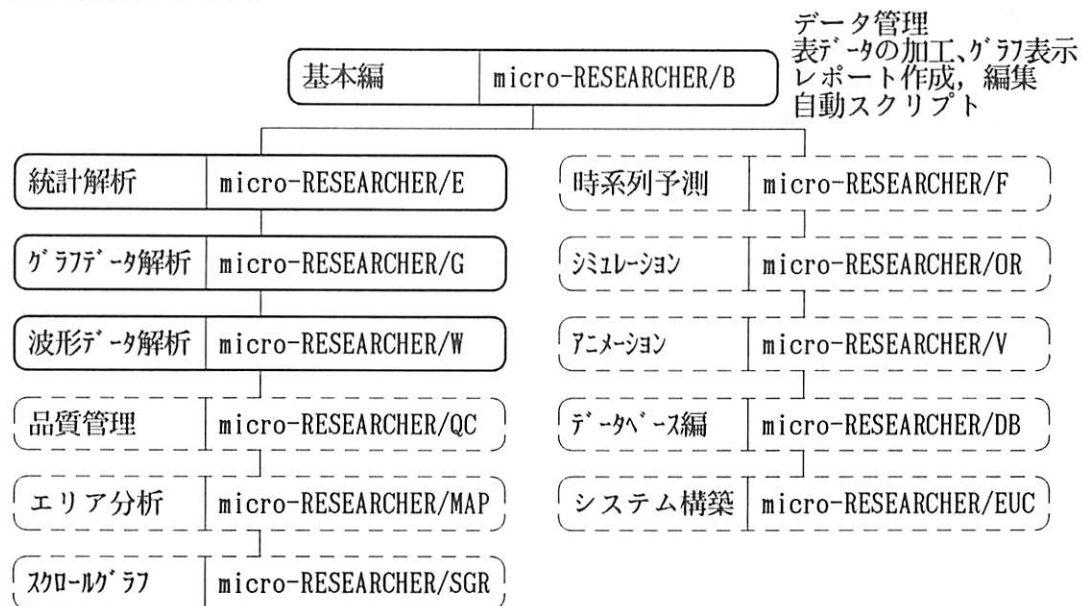 データ管理
表ﾃﾞｰﾀの加工､ｸﾞﾗﾌ表示
レポート作成，編集
自動スクリプト
基本編 micro-RESEARCHER/B
統計解析 micro-RESEARCHER/E
ｸﾞﾗﾌﾃﾞｰﾀ解析 micro-RESEARCHER/G
波形ﾃﾞｰﾀ解析 micro-RESEARCHER/W
品質管理 micro-RESEARCHER/QC
エリア分析 micro-RESEARCHER/MAP
ｽｸﾛｰﾙｸﾞﾗﾌ micro-RESEARCHER/SGR
時系列予測 micro-RESEARCHER/F
ｼﾐｭﾚｰｼｮﾝ micro-RESEARCHER/OR
ｱﾆﾒｰｼｮﾝ micro-RESEARCHER/V
ﾃﾞｰﾀﾍﾞｰｽ編 micro-RESEARCHER/DB
システム構築 micro-RESEARCHER/EUC